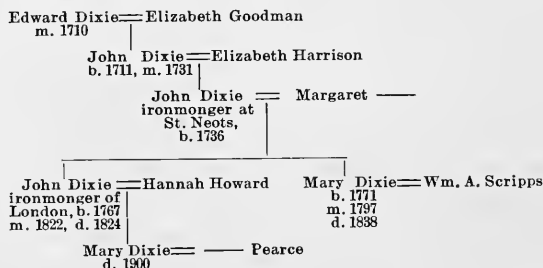 Edward Dixie=Elizabeth Goodman
m. 1710
John Dixie=Elizabeth Harrison
b. 1711, m. 1731
John Dixie = Margaret ——
ironmonger at
St. Neots,
b. 1736
John Dixie=Hannah Howard
ironmonger of
London, b. 1767
m. 1822, d. 1824
Mary Dixie=Wm. A. Scripps
b. 1771
m. 1797
d. 1838
Mary Dixie= —— Pearce
d. 1900